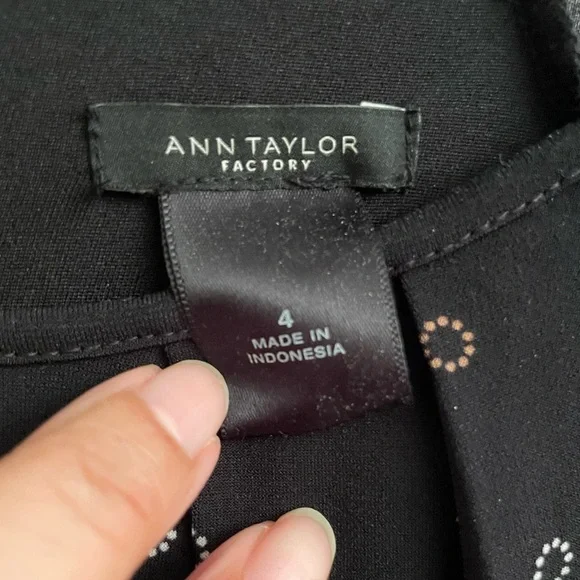 ANN TAYLOR
FACTORY
4
MADE IN
INDONESIA